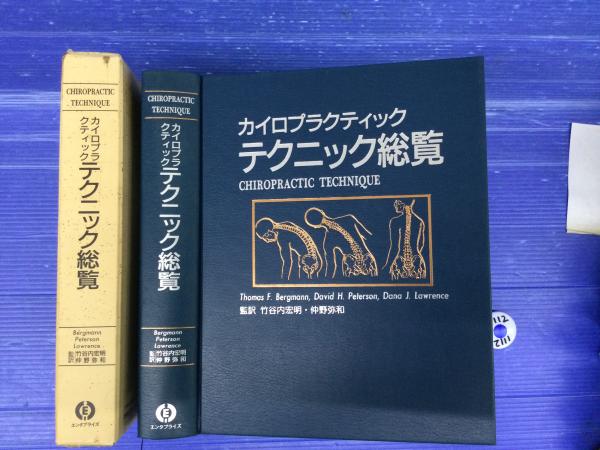 CHIROPRACTIC
TECHNIQUE
カイロプラ
クティック
テクニック総覧
Bergmann
Peterson
Lawrence
監訳
竹谷内宏明
仲野弥和
E
エンタプライズ
CHIROPRACTIC
TECHNIQUE
カイロプラ
クティック
テクニック総覧
Bergmann
Peterson
Lawrence
監訳
竹谷内宏明
仲野弥和
E
エンタプライズ
カイロプラクティック
テクニック総覧
CHIROPRACTIC TECHNIQUE
Thomas F. Bergmann, David H. Peterson, Dana J. Lawrence
監訳 竹谷内宏明・仲野弥和
112